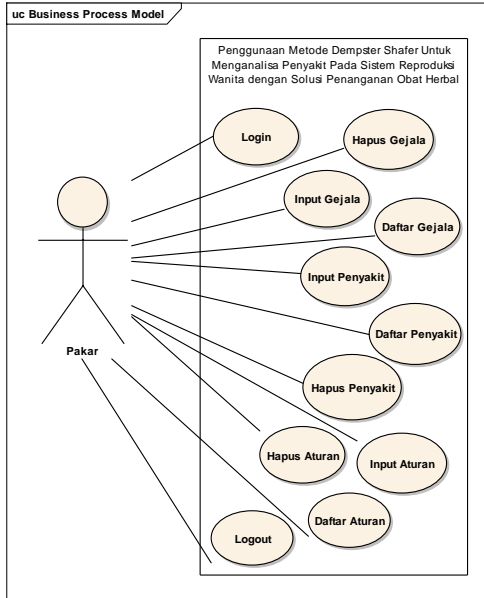 uc Business Process Model
Penggunaan Metode Dempster Shafer Untuk
Menganalisa Penyakit Pada Sistem Reproduksi
Wanita dengan Solusi Penanganan Obat Herbal
Login
Hapus Gejala
Input Gejala
Daftar Gejala
Input Penyakit
Daftar Penyakit
Pakar
Hapus Penyakit
Hapus Aturan
Input Aturan
Daftar Aturan
Logout